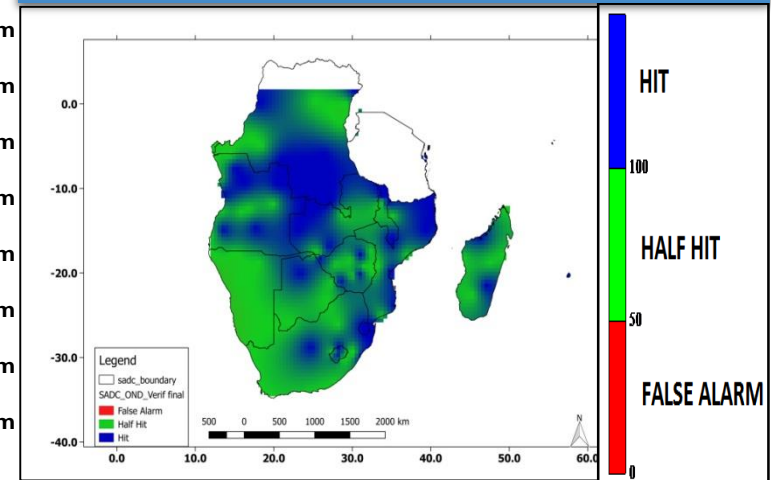 m
m
m
m
m
m
m
m
0.0
-10.0
-20.0
-30.0
-40.0
0.0 10.0 20.0 30.0 40.0 50.0 60.0
Legend
sadc_boundary
SADC_OND_Verif final
False Alarm
Half Hit
Hit
500 0 500 1000 1500 2000 km
N
HIT
100
HALF HIT
50
FALSE ALARM
0